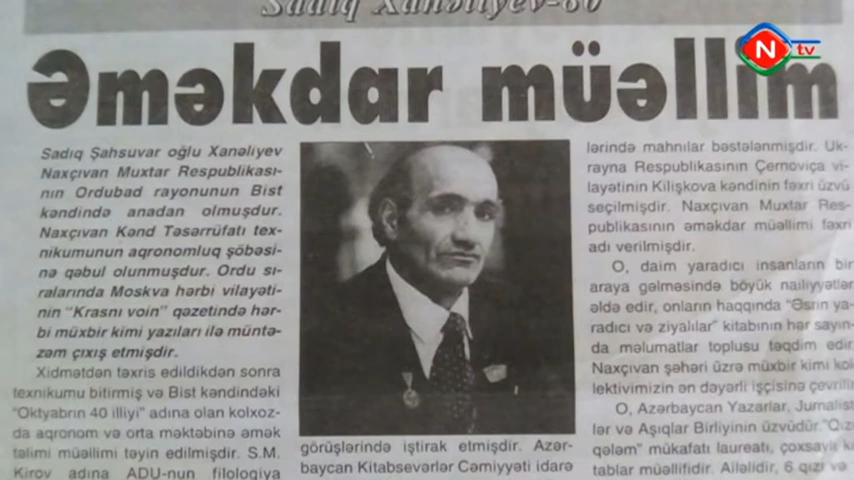 Sadıq Xanəliyev-80
N tv
Əməkdar müəllim
Sadıq Şahsuvar oğlu Xanəliyev
Naxçıvan Muxtar Respublikası-
nın Ordubad rayonunun Bist
kəndində anadan olmuşdur.
Naxçıvan Kənd Təsərrüfatı tex-
nikumunun aqronomluq şöbəsi-
nə qəbul olunmuşdur. Ordu sı-
ralarında Moskva hərbi vilayəti-
nin "Krasnı voin" qəzetində hər-
bi müxbir kimi yazıları ilə müntə-
zəm çıxış etmişdir.
Xidmətdən təxris edildikdən sonra
texnikumu bitirmiş və Bist kəndindəki
"Oktyabrın 40 illiyi" adına olan kolxoz-
da aqronom və orta məktəbinə əmək
təlimi müəllimi təyin edilmişdir. S.M.
Kirov adına ADU-nun filologiya
görüşlərində iştirak etmişdir. Azər-
baycan Kitabsevərlər Cəmiyyəti idarə
lərində mahnılar bəstələnmişdir. Uk-
rayna Respublikasının Çernoviça vi-
layətinin Kilişkova kəndinin fəxri üzvü
seçilmişdir. Naxçıvan Muxtar Res-
publikasının əməkdar müəllimi fəxri
adı verilmişdir.
O, daim yaradıcı insanların bir
araya gəlməsində böyük nailiyyətlər
əldə edir, onların haqqında "Əsrin ya-
radıcı və ziyalılar" kitabının hər sayın-
da məlumatlar toplusu təqdim edir.
Naxçıvan şəhəri üzrə müxbir kimi kol
lektivimizin ən dəyərli işçisinə çevrilir
O, Azərbaycan Yazarlar, Jurnalist
lər və Aşıqlar Birliyinin üzvüdür. "Qızı
qələm" mükafatı laureatı, çoxsaylı ki
tablar müəllifidir. Ailəlidir, 6 qızı və